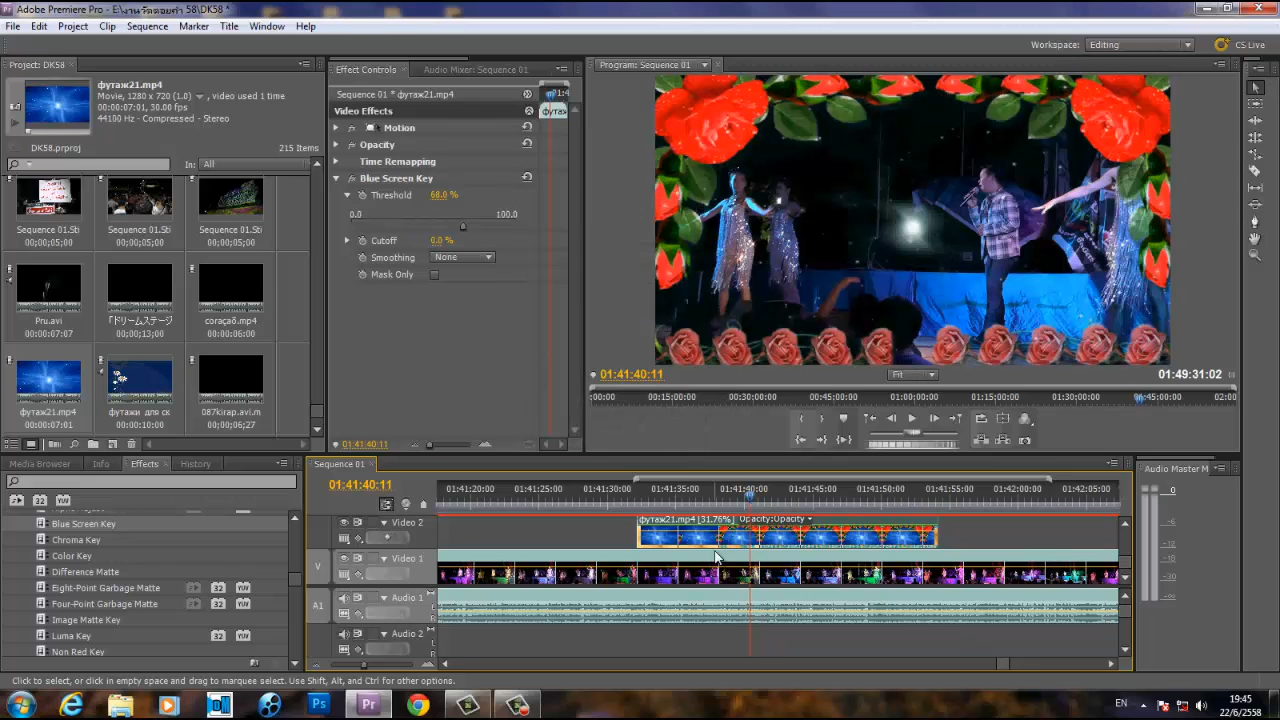 Adobe Premiere Pro - E:\งานวัดดอยเก่า 58\DK58 *
File Edit Project Clip Sequence Marker Title Window Help
Workspace: Editing CS Live
Project: DK58
футаж21.mp4
Movie, 1280 x 720 (1.0) , video used 1 time
00:00:07:01, 30.00 fps
44100 Hz - Compressed - Stereo
DK58.prproj 215 Items
In: All
Sequence 01.Sti Sequence 01.Sti Sequence 01.Sti
00;00;05;00 00;00;05;00 00;00;05;00
Pru.avi 『ドリームステージ coração.mp4
00:00:07:07 00;00;13;00 00:00:06:00
футаж21.mp4 футажи для ск 087kirap.avi.m
00:00:07:01 00:00:10:00 00;00;06;27
Effect Controls Audio Mixer: Sequence 01
Sequence 01 * футаж21.mp4
Video Effects
Motion
Opacity
Time Remapping
Blue Screen Key
Threshold 68.0 %
0.0 100.0
Cutoff 0.0 %
Smoothing None
Mask Only
01:41:40:11
Program: Sequence 01
01:41:40:11 Fit 01:49:31:02
:00:00 00:15:00:00 00:30:00:00 00:45:00:00 01:00:00:00 01:15:00:00 01:30:00:00 01:45:00:00 02:0
Media Browser Info Effects History
Blue Screen Key
Chroma Key
Color Key
Difference Matte
Eight-Point Garbage Matte
Four-Point Garbage Matte
Image Matte Key
Luma Key
Non Red Key
Sequence 01
01:41:40:11
01:41:20:00 01:41:25:00 01:41:30:00 01:41:35:00 01:41:40:00 01:41:45:00 01:41:50:00 01:41:55:00 01:42:00:00 01:42:05:00
Video 2 футаж21.mp4 [31.76%] Opacity:Opacity
V Video 1
A1 Audio 1
Audio 2
Audio Master M
0
-6
-12
-18
Click to select, or click in empty space and drag to marquee select. Use Shift, Alt, and Ctrl for other options.
EN 19:45
22/6/2558